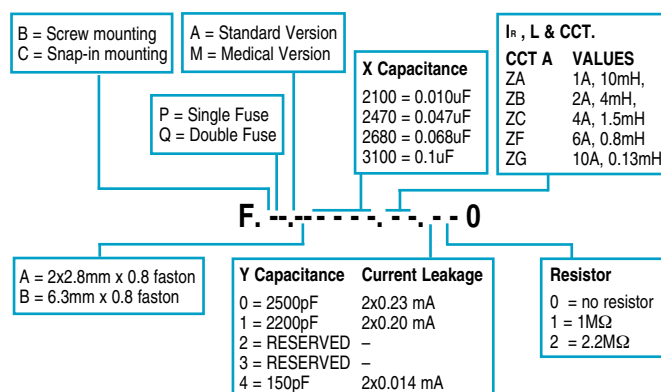 B = Screw mounting
C = Snap-in mounting
A = Standard Version
M = Medical Version
P = Single Fuse
Q = Double Fuse
X Capacitance
2100 = 0.010uF
2470 = 0.047uF
2680 = 0.068uF
3100 = 0.1uF
IR , L & CCT.
CCT A VALUES
ZA 1A, 10mH,
ZB 2A, 4mH,
ZC 4A, 1.5mH
ZF 6A, 0.8mH
ZG 10A, 0.13mH
F. --.------. - -. - - 0
A = 2x2.8mm x 0.8 faston
B = 6.3mm x 0.8 faston
Y Capacitance Current Leakage
0 = 2500pF 2x0.23 mA
1 = 2200pF 2x0.20 mA
2 = RESERVED –
3 = RESERVED –
4 = 150pF 2x0.014 mA
Resistor
0 = no resistor
1 = 1MΩ
2 = 2.2MΩ